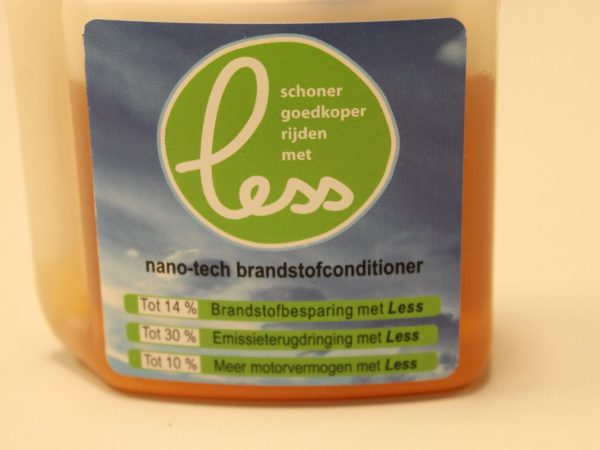 schoner
goedkoper
rijden
met
less
nano-tech brandstofconditioner
Tot 14 % Brandstofbesparing met Less
Tot 30 % Emissieterugdringing met Less
Tot 10 % Meer motorvermogen met Less